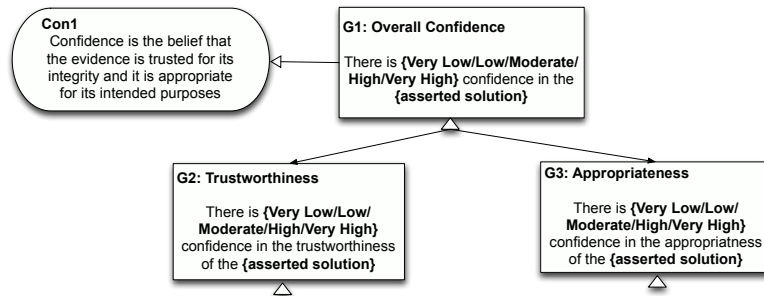 Con1
Confidence is the belief that
the evidence is trusted for its
integrity and it is appropriate
for its intended purposes
G1: Overall Confidence
There is {Very Low/Low/Moderate/
High/Very High} confidence in the
{asserted solution}
G2: Trustworthiness
There is {Very Low/Low/
Moderate/High/Very High}
confidence in the trustworthiness
of the {asserted solution}
G3: Appropriateness
There is {Very Low/Low/
Moderate/High/Very High}
confidence in the appropriatness
of the {asserted solution}